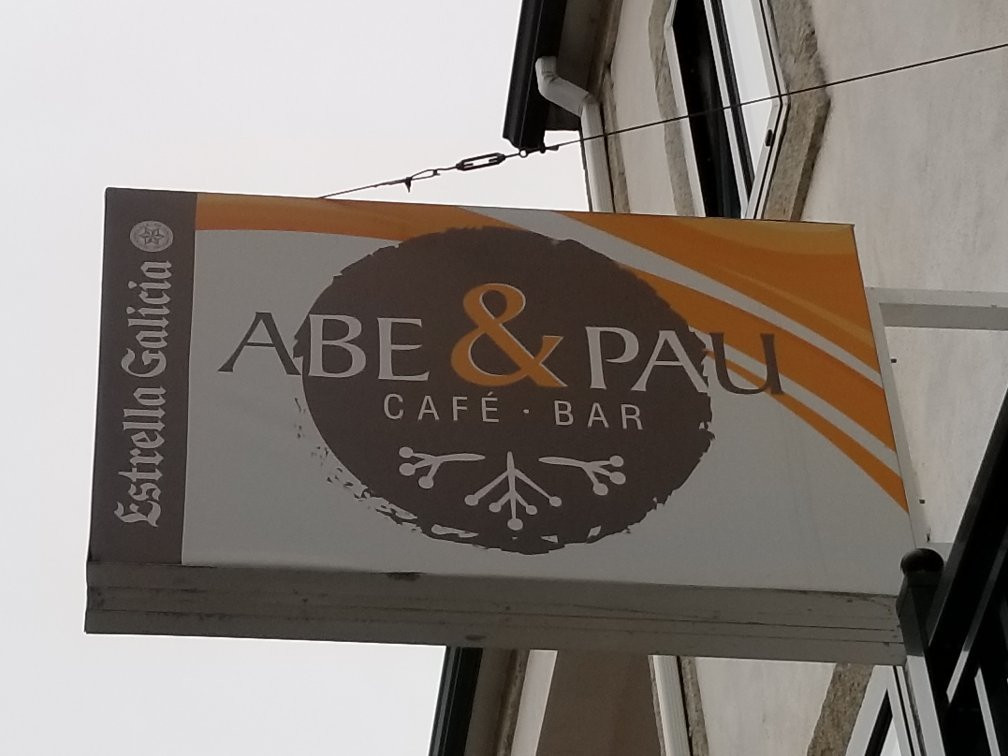 Estrella Galicia
ABE & PAU
CAFÉ · BAR